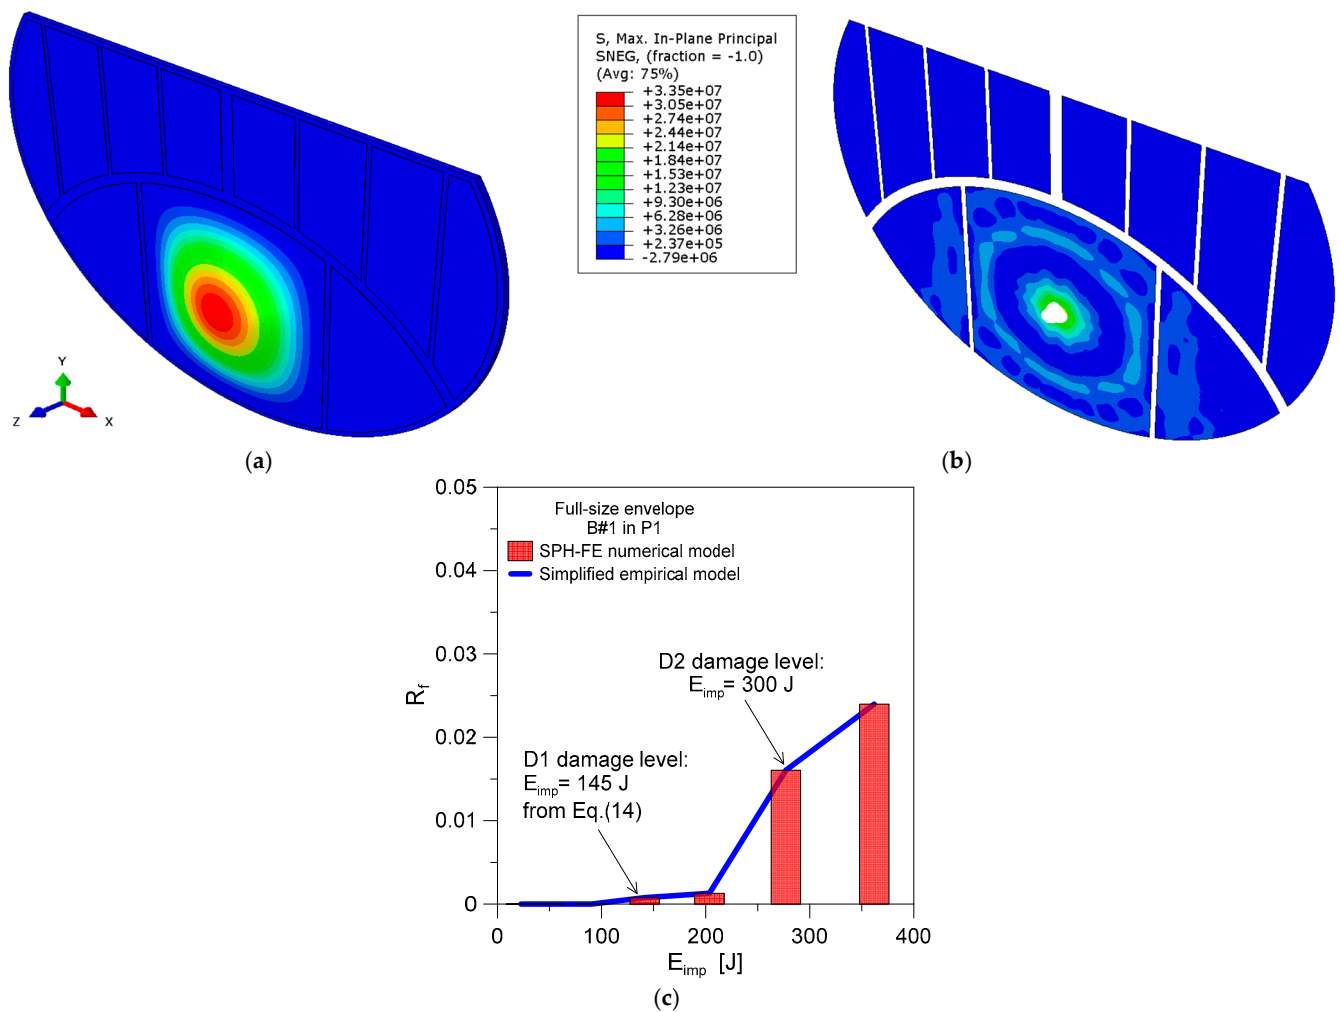 S, Max. In-Plane Principal
SNEG, (fraction = -1.0)
(Avg: 75%)
+3.35e+07
+3.05e+07
+2.74e+07
+2.44e+07
+2.14e+07
+1.84e+07
+1.53e+07
+1.23e+07
+9.30e+06
+6.28e+06
+3.26e+06
+2.37e+05
-2.79e+06
Y
Z
X
(a)
(b)
0.05
0.04
0.03
0.02
0.01
0
Rf
Full-size envelope
B#1 in P1
SPH-FE numerical model
Simplified empirical model
D2 damage level:
Eimp= 300 J
D1 damage level:
Eimp= 145 J
from Eq.(14)
0 100 200 300 400
Eimp [J]
(c)